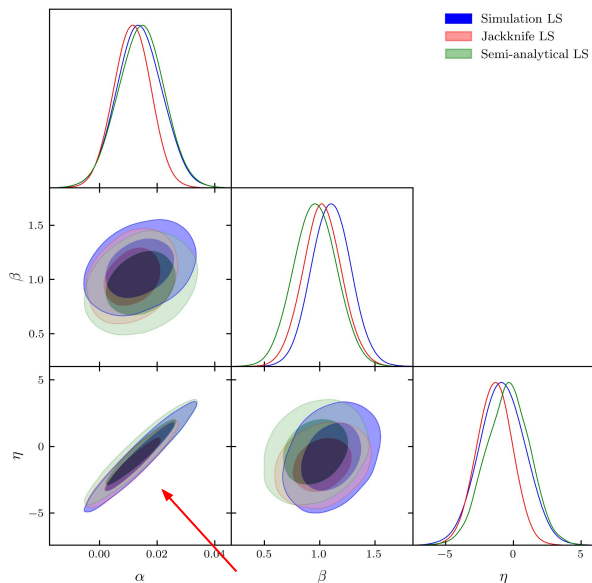 Simulation LS
Jackknife LS
Semi-analytical LS
1.5
1.0
0.5
β
5
0
−5
η
0.00 0.02 0.04
0.5 1.0 1.5
−5 0 5
α
β
η